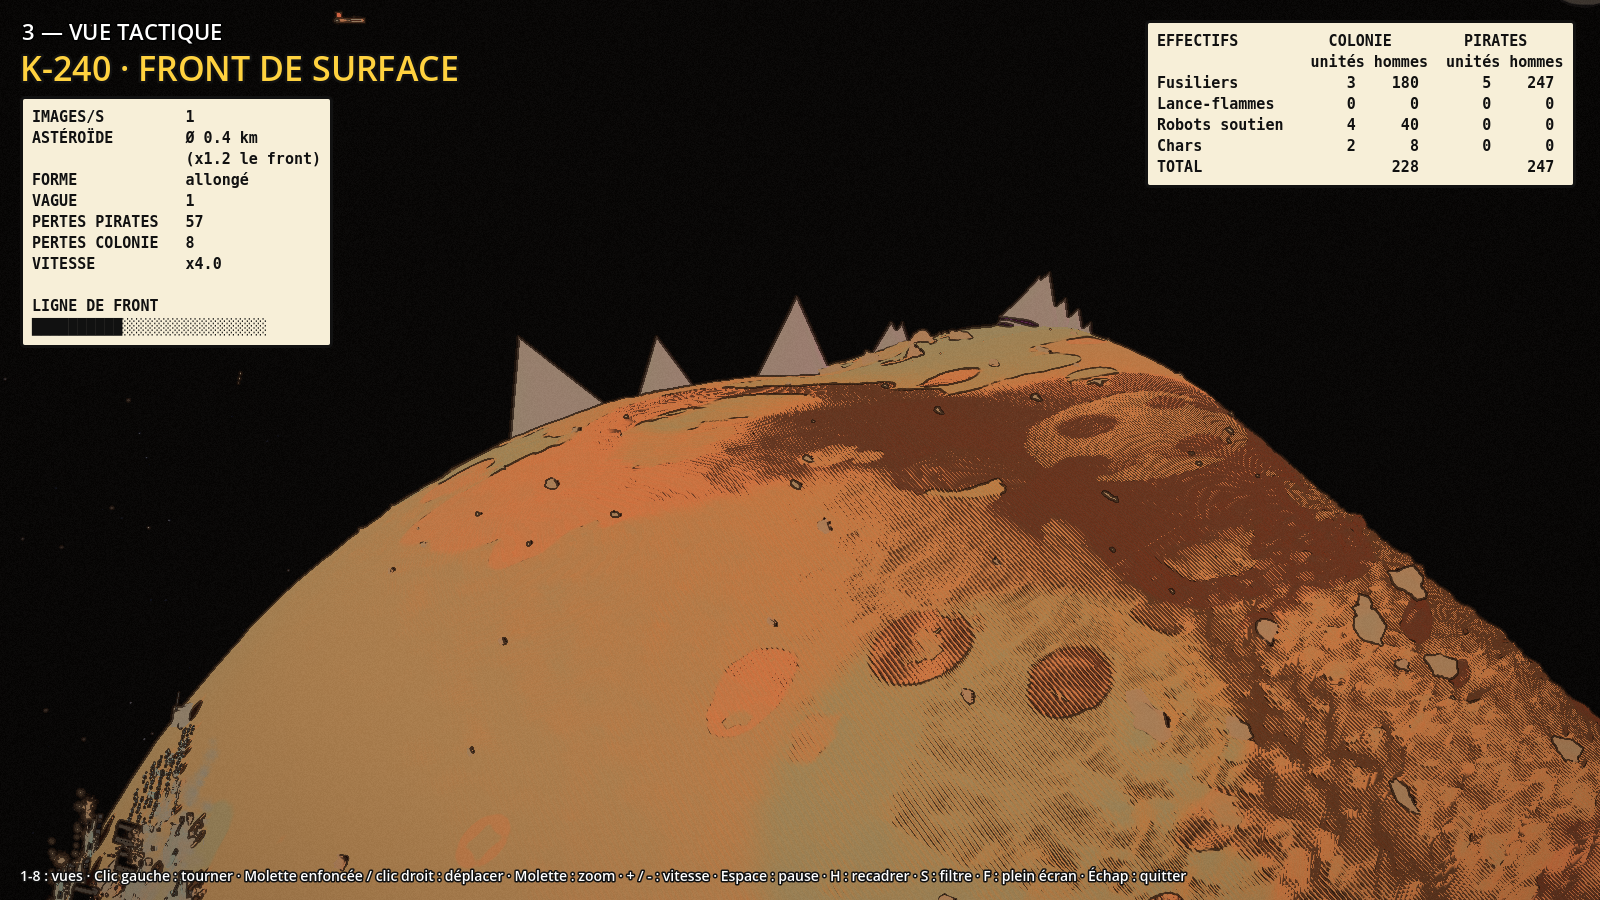 3 — VUE TACTIQUE
K-240 · FRONT DE SURFACE
IMAGES/S 1
ASTÉROÏDE Ø 0.4 km
(x1.2 le front)
FORME allongé
VAGUE 1
PERTES PIRATES 57
PERTES COLONIE 8
VITESSE x4.0
LIGNE DE FRONT
EFFECTIFS COLONIE PIRATES
unités hommes unités hommes
Fusiliers 3 180 5 247
Lance-flammes 0 0 0 0
Robots soutien 4 40 0 0
Chars 2 8 0 0
TOTAL 228 247
1-8 : vues · Clic gauche : tourner · Molette enfoncée / clic droit : déplacer · Molette : zoom · + / - : vitesse · Espace : pause · H : recadrer · S : filtre · F : plein écran · Échap : quitter